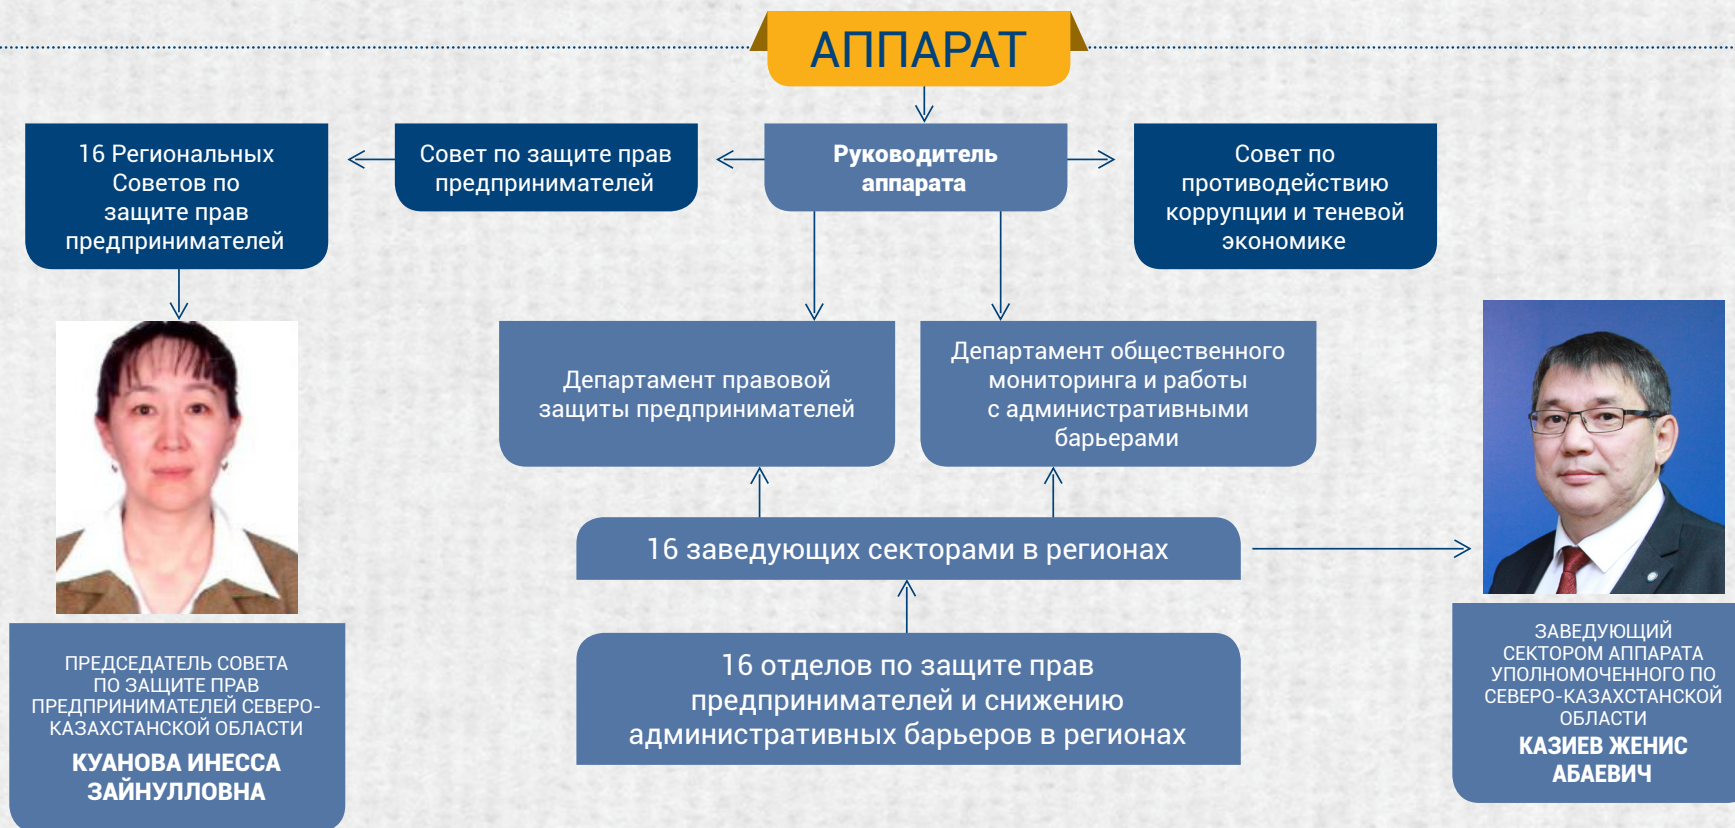 АППАРАТ
16 Региональных
Советов по
защите прав
предпринимателей
Совет по защите прав
предпринимателей
Руководитель
аппарата
Совет по
противодействию
коррупции и теневой
экономике
Департамент правовой
защиты предпринимателей
Департамент общественного
мониторинга и работы
с административными
барьерами
16 заведующих секторами в регионах
16 отделов по защите прав
предпринимателей и снижению
административных барьеров в регионах
ПРЕДСЕДАТЕЛЬ СОВЕТА
ПО ЗАЩИТЕ ПРАВ
ПРЕДПРИНИМАТЕЛЕЙ СЕВЕРО-
КАЗАХСТАНСКОЙ ОБЛАСТИ
КУАНОВА ИНЕССА
ЗАЙНУЛЛОВНА
ЗАВЕДУЮЩИЙ
СЕКТОРОМ АППАРАТА
УПОЛНОМОЧЕННОГО ПО
СЕВЕРО-КАЗАХСТАНСКОЙ
ОБЛАСТИ
КАЗИЕВ ЖЕНИС
АБАЕВИЧ